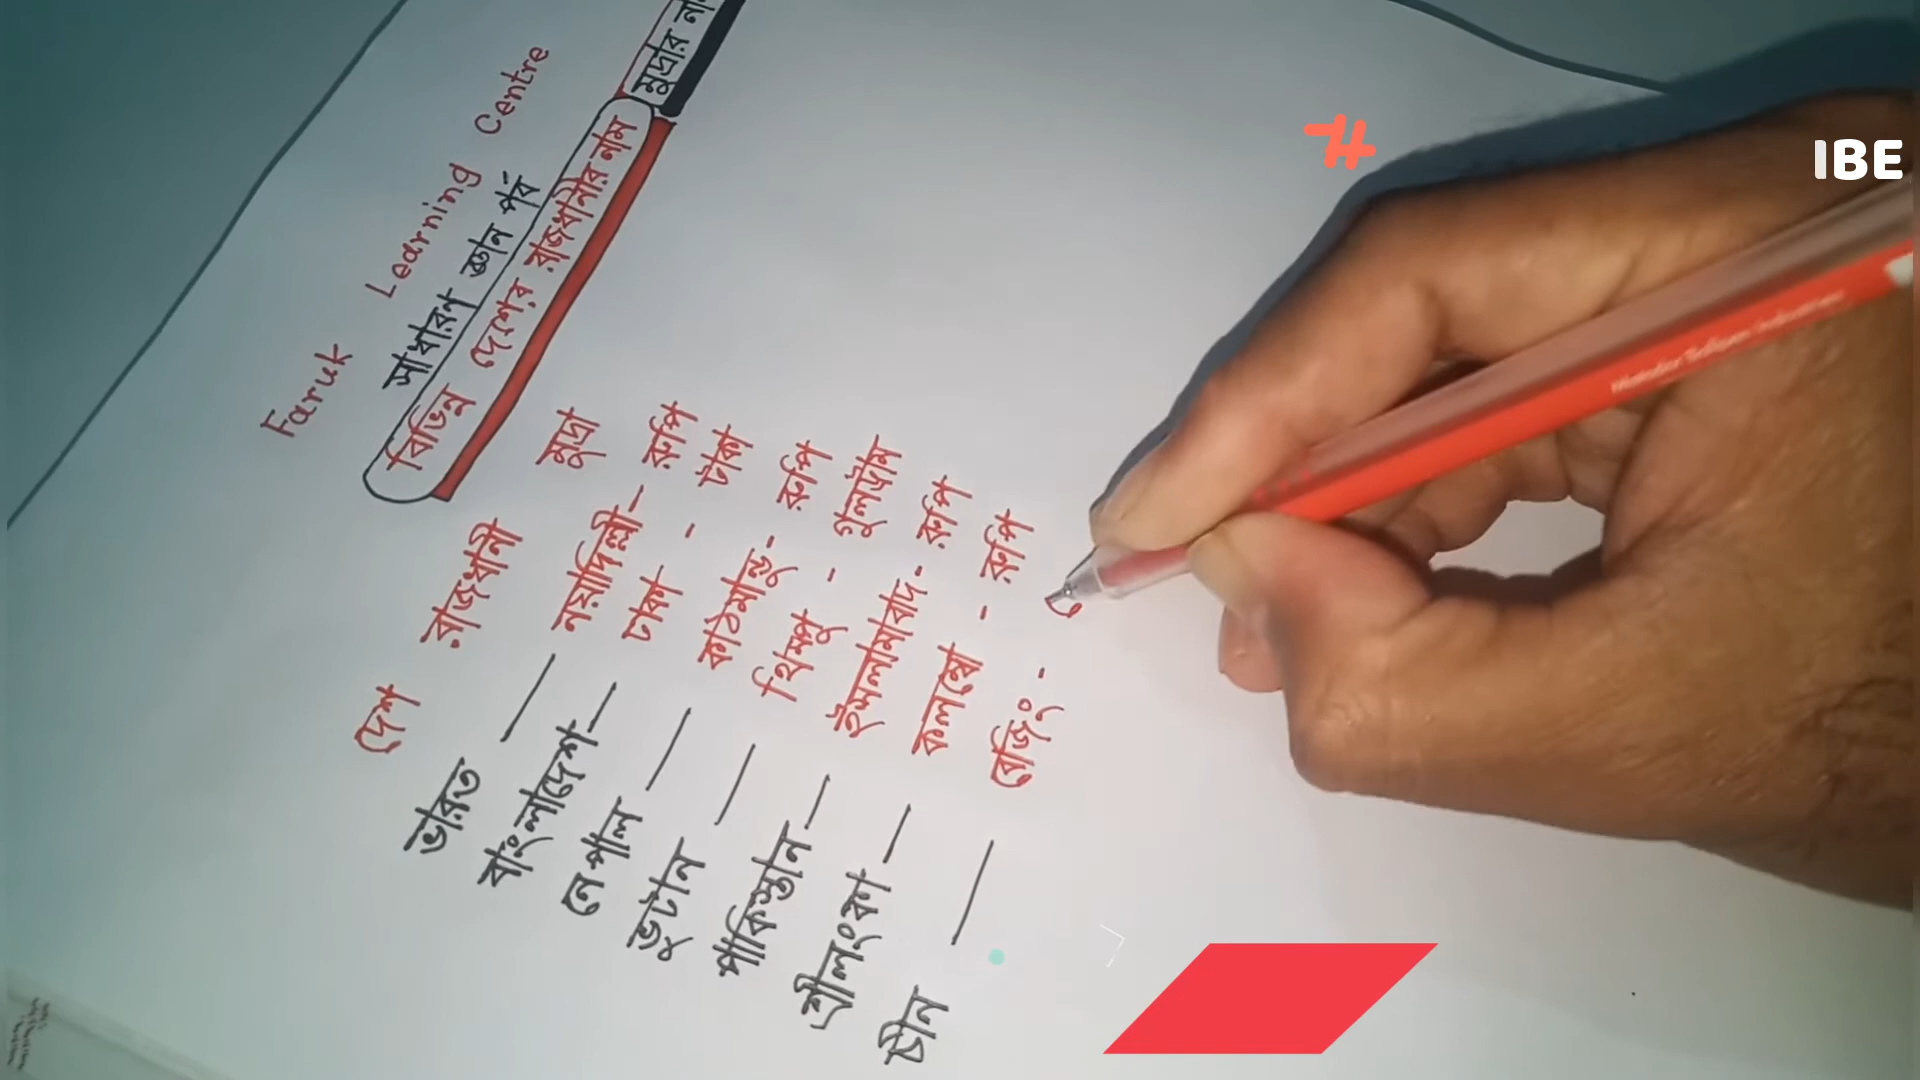 Faruk Learning Centre
সাধারণ জ্ঞান পর্ব
বিভিন্ন দেশের রাজধানীর নাম
মুদ্রার
দেশ রাজধানী মুদ্রা
ভারত — নয়াদিল্লী — রুপি
বাংলাদেশ — ঢাকা - টাকা
নেপাল — কাঠমান্ডু - রুপি
ভুটান — থিম্পু - গুলট্রাম
পাকিস্তান — ইসলামাবাদ - রুপি
শ্রীলংকা — কলম্বো - রুপি
চীন — বেজিং -
IBE